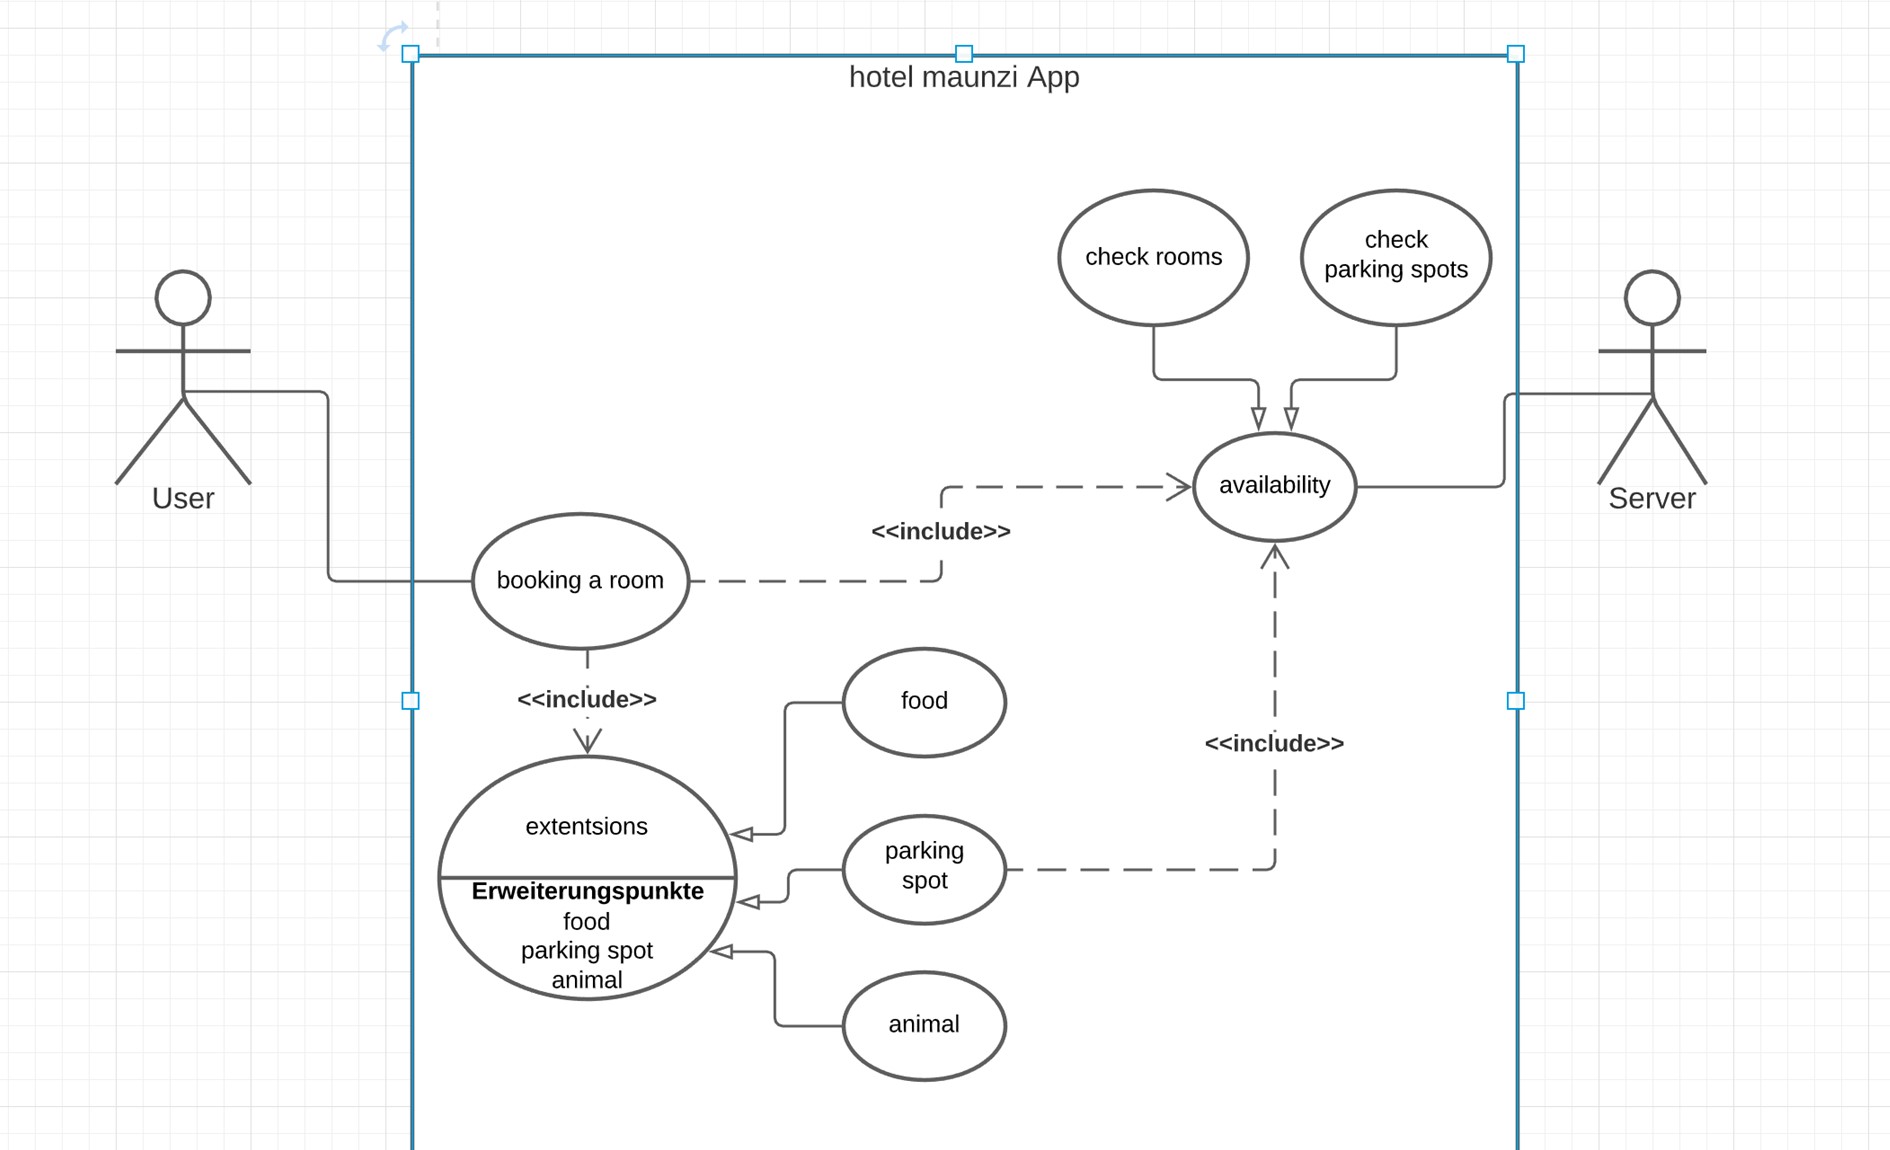 hotel maunzi App
check rooms
check
parking spots
User
Server
availability
<<include>>
booking a room
<<include>>
food
<<include>>
extentsions
parking
spot
Erweiterungspunkte
food
parking spot
animal
animal